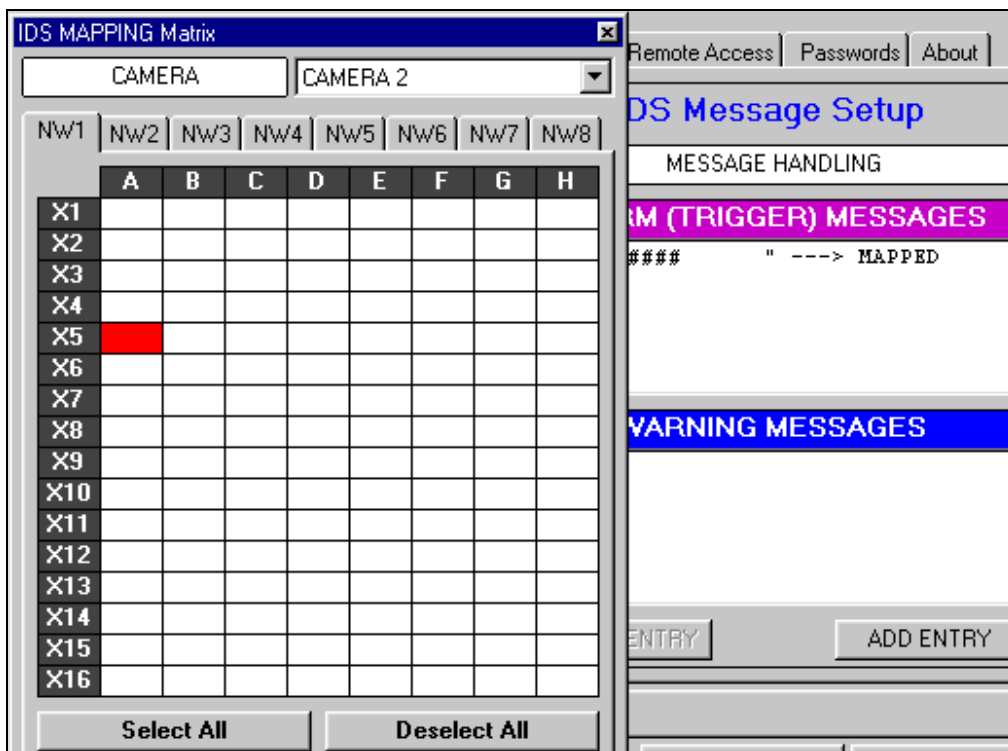 IDS MAPPING Matrix
CAMERA CAMERA 2
NW1 NW2 NW3 NW4 NW5 NW6 NW7 NW8
A B C D E F G H
X1
X2
X3
X4
X5
X6
X7
X8
X9
X10
X11
X12
X13
X14
X15
X16
Select All Deselect All
Remote Access Passwords About
DS Message Setup
MESSAGE HANDLING
RM (TRIGGER) MESSAGES
#### " ---> MAPPED
WARNING MESSAGES
ENTRY ADD ENTRY